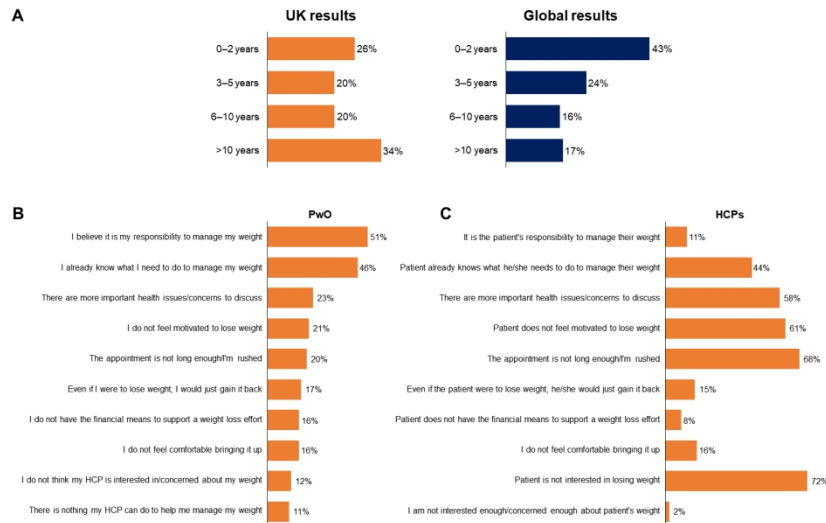 A
UK results
0–2 years 26%
3–5 years 20%
6–10 years 20%
>10 years 34%
Global results
0–2 years 43%
3–5 years 24%
6–10 years 16%
>10 years 17%
B
PwO
I believe it is my responsibility to manage my weight 51%
I already know what I need to do to manage my weight 46%
There are more important health issues/concerns to discuss 23%
I do not feel motivated to lose weight 21%
The appointment is not long enough/I'm rushed 20%
Even if I were to lose weight, I would just gain it back 17%
I do not have the financial means to support a weight loss effort 16%
I do not feel comfortable bringing it up 16%
I do not think my HCP is interested in/concerned about my weight 12%
There is nothing my HCP can do to help me manage my weight 11%
C
HCPs
It is the patient's responsibility to manage their weight 11%
Patient already knows what he/she needs to do to manage their weight 44%
There are more important health issues/concerns to discuss 58%
Patient does not feel motivated to lose weight 61%
The appointment is not long enough/I'm rushed 68%
Even if the patient were to lose weight, he/she would just gain it back 15%
Patient does not have the financial means to support a weight loss effort 8%
I do not feel comfortable bringing it up 16%
Patient is not interested in losing weight 72%
I am not interested enough/concerned enough about patient's weight 2%